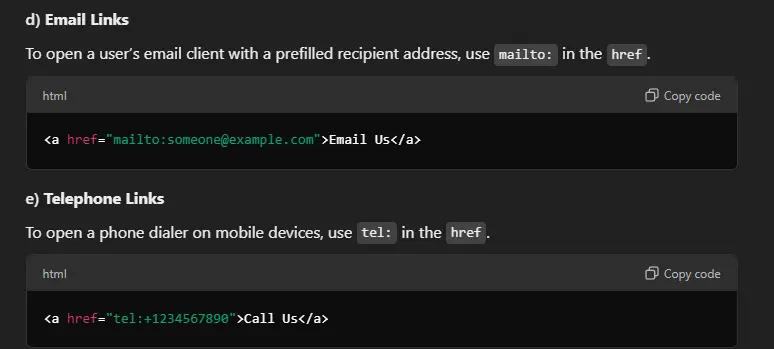 d) Email Links
To open a user’s email client with a prefilled recipient address, use mailto: in the href.
html Copy code
<a href="mailto:someone@example.com">Email Us</a>
e) Telephone Links
To open a phone dialer on mobile devices, use tel: in the href.
html Copy code
<a href="tel:+1234567890">Call Us</a>